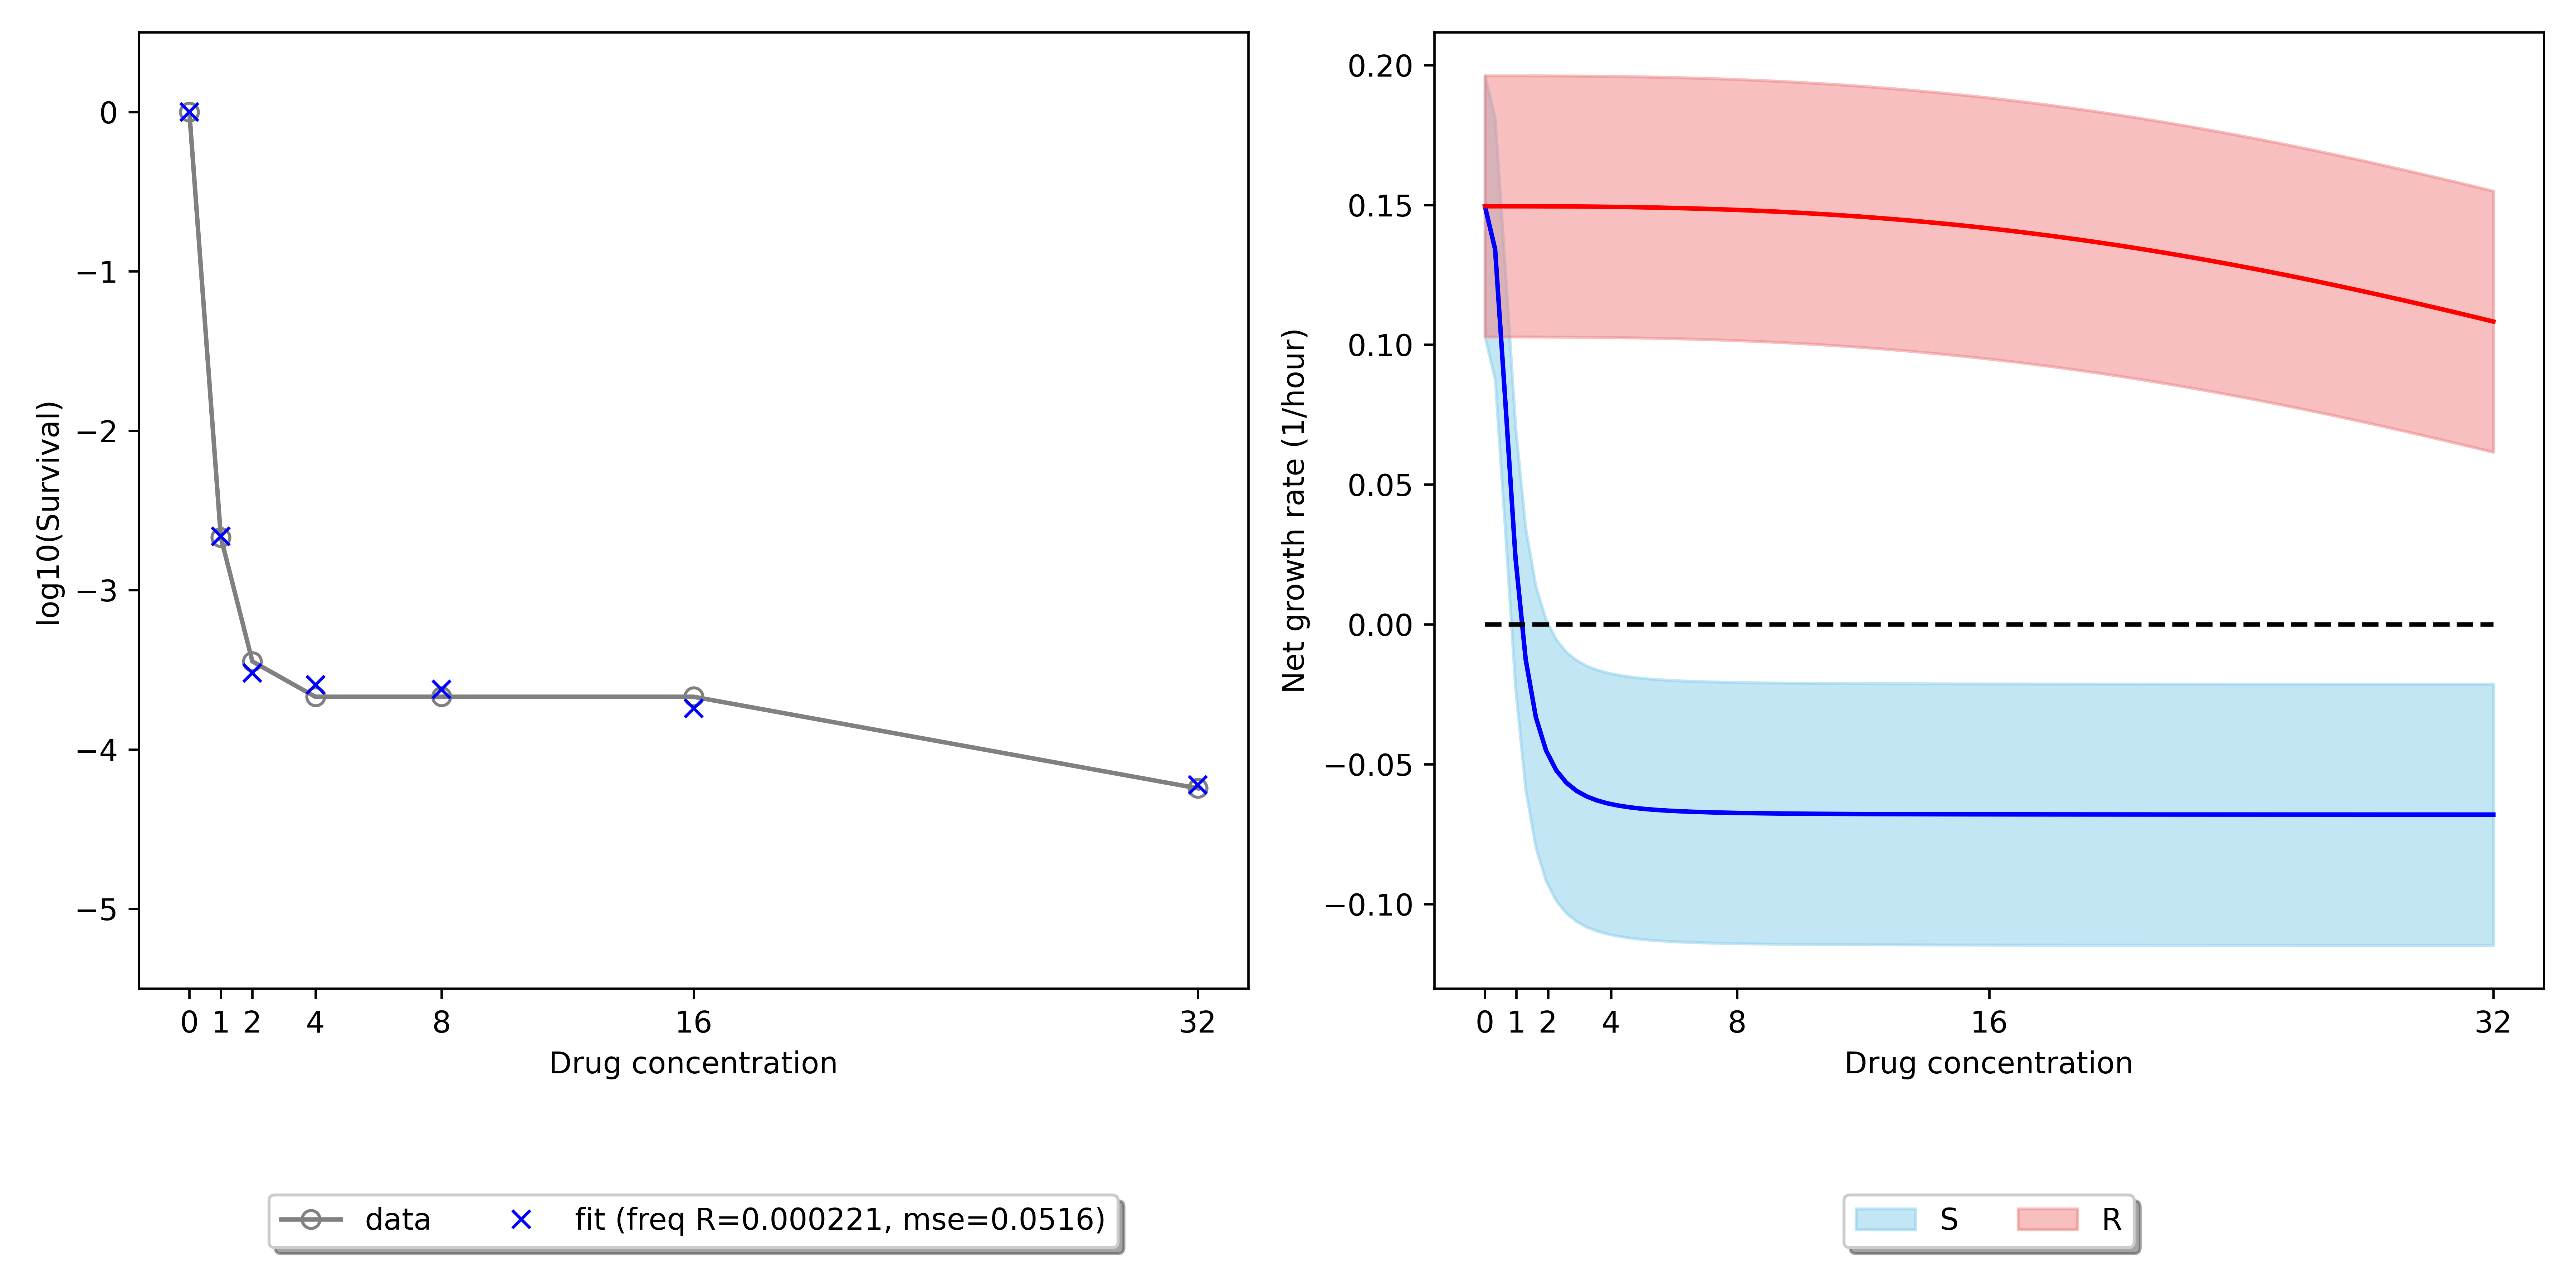 log10(Survival)
0
−1
−2
−3
−4
−5
0 1 2 4 8 16 32
Drug concentration
data fit (freq R=0.000221, mse=0.0516)
Net growth rate (1/hour)
0.20
0.15
0.10
0.05
0.00
−0.05
−0.10
0 1 2 4 8 16 32
Drug concentration
S R